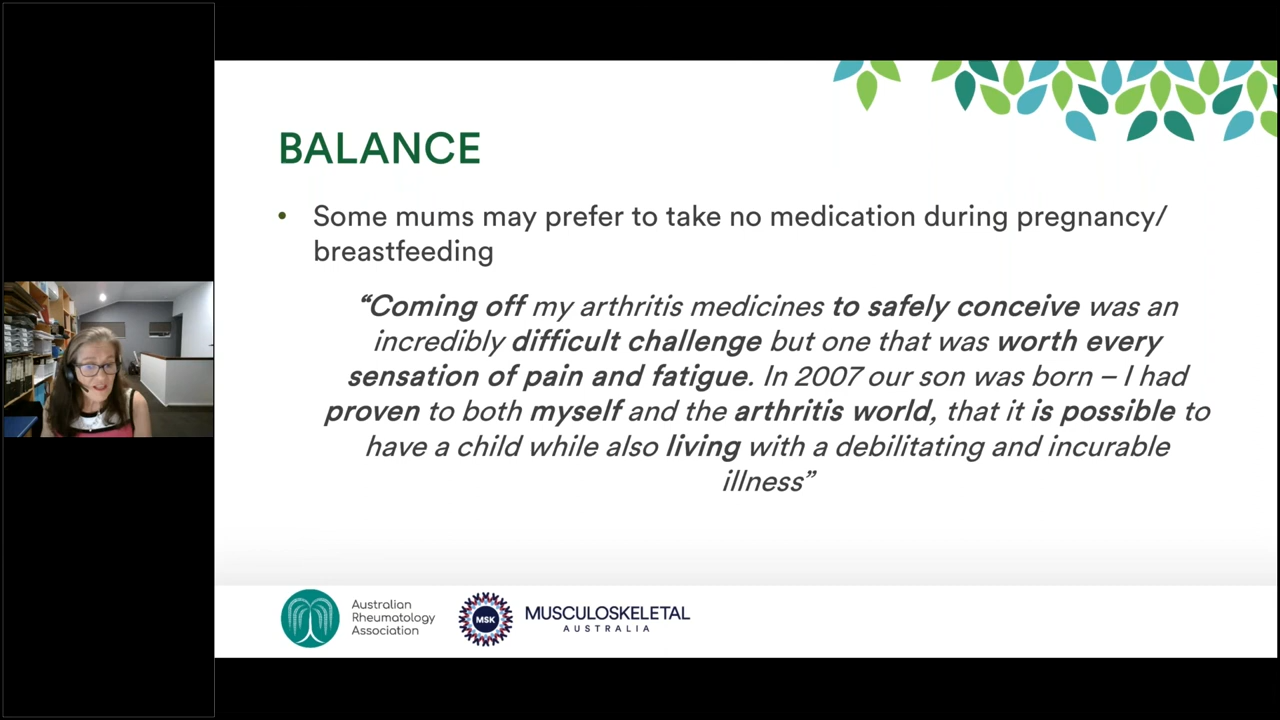 BALANCE
• Some mums may prefer to take no medication during pregnancy/
breastfeeding
“Coming off my arthritis medicines to safely conceive was an
incredibly difficult challenge but one that was worth every
sensation of pain and fatigue. In 2007 our son was born – I had
proven to both myself and the arthritis world, that it is possible to
have a child while also living with a debilitating and incurable
illness”
Australian
Rheumatology
Association
MSK
MUSCULOSKELETAL
AUSTRALIA